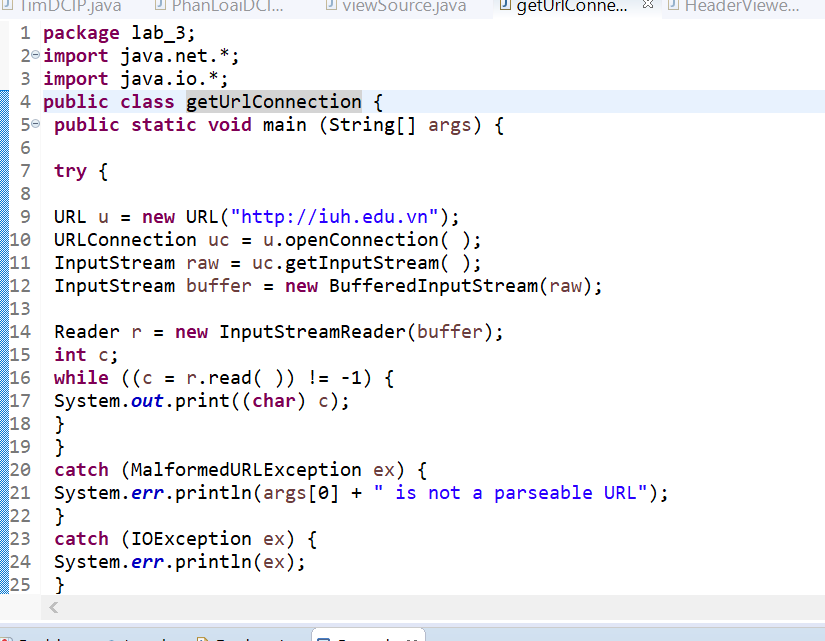 TimDCIP.java PhanLoaiDCI... viewSource.java getUrlConne... HeaderViewe...
1 package lab_3;
2 import java.net.*;
3 import java.io.*;
4 public class getUrlConnection {
5 public static void main (String[] args) {
6
7 try {
8
9 URL u = new URL("http://iuh.edu.vn");
10 URLConnection uc = u.openConnection( );
11 InputStream raw = uc.getInputStream( );
12 InputStream buffer = new BufferedInputStream(raw);
13
14 Reader r = new InputStreamReader(buffer);
15 int c;
16 while ((c = r.read( )) != -1) {
17 System.out.print((char) c);
18 }
19 }
20 catch (MalformedURLException ex) {
21 System.err.println(args[0] + " is not a parseable URL");
22 }
23 catch (IOException ex) {
24 System.err.println(ex);
25 }